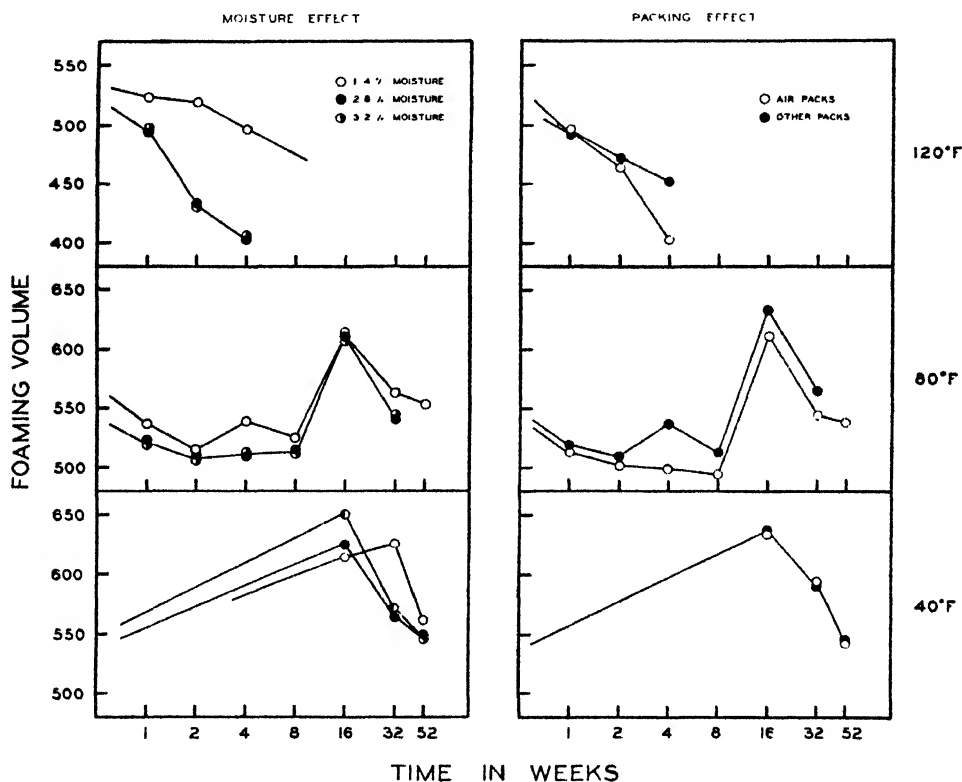 MOISTURE EFFECT
PACKING EFFECT
550
500
450
400
○ 1.4 % MOISTURE
● 2.8 % MOISTURE
◑ 3.2 % MOISTURE
○ AIR PACKS
● OTHER PACKS
120°F
650
600
550
500
80°F
650
600
550
500
40°F
FOAMING VOLUME
1 2 4 8 16 32 52
1 2 4 8 16 32 52
TIME IN WEEKS